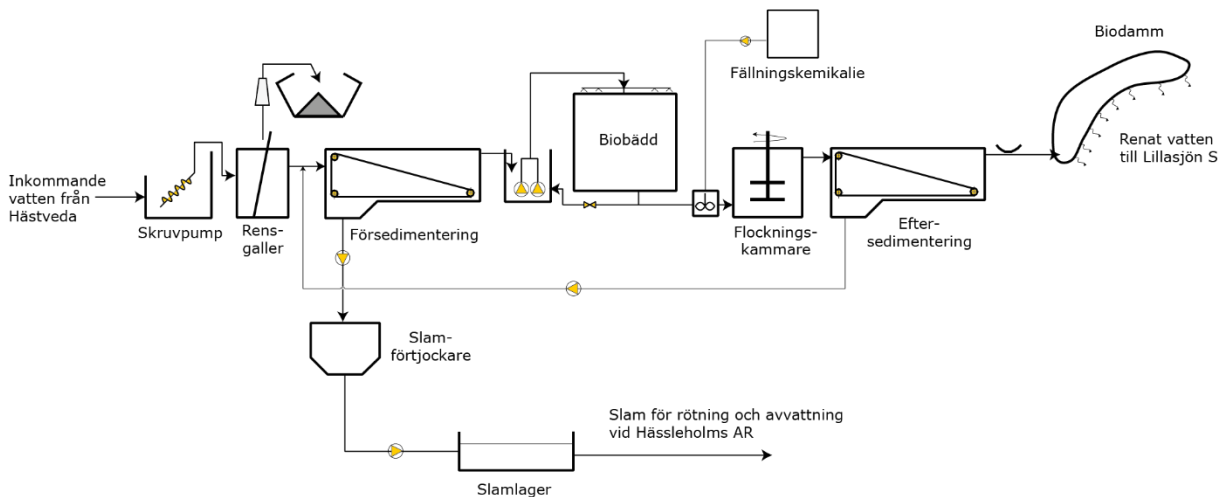 Inkommande
vatten från
Hästveda
Skruvpump
Rens-
galler
Försedimentering
Biobädd
Fällningskemikalie
Flocknings-
kammare
Efter-
sedimentering
Biodamm
Renat vatten
till Lillasjön S
Slam-
förtjockare
Slam för rötning och avvattning
vid Hässleholms AR
Slamlager